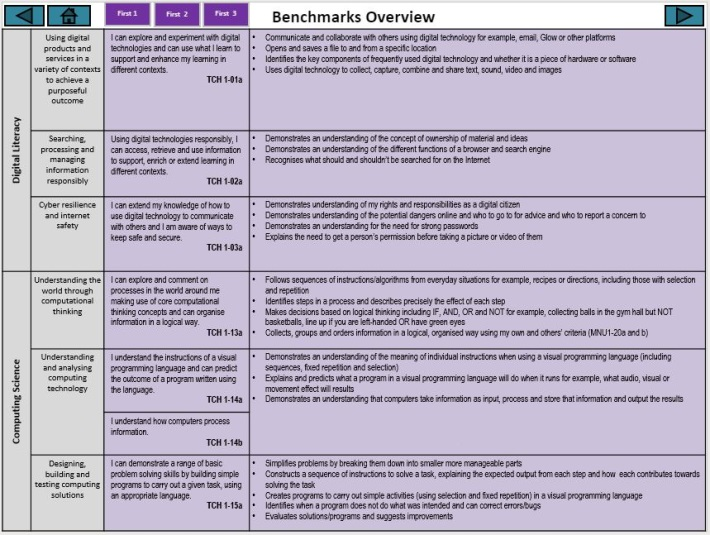 First 1
First 2
First 3
Benchmarks Overview
Digital Literacy
Using digital
products and
services in a
variety of contexts
to achieve a
purposeful
outcome
I can explore and experiment with digital
technologies and can use what I learn to
support and enhance my learning in
different contexts.
TCH 1-01a
• Communicate and collaborate with others using digital technology for example, email, Glow or other platforms
• Opens and saves a file to and from a specific location
• Identifies the key components of frequently used digital technology and whether it is a piece of hardware or software
• Uses digital technology to collect, capture, combine and share text, sound, video and images
Searching,
processing and
managing
information
responsibly
Using digital technologies responsibly, I
can access, retrieve and use information
to support, enrich or extend learning in
different contexts.
TCH 1-02a
• Demonstrates an understanding of the concept of ownership of material and ideas
• Demonstrates an understanding of the different functions of a browser and search engine
• Recognises what should and shouldn't be searched for on the Internet
Cyber resilience
and internet
safety
I can extend my knowledge of how to
use digital technology to communicate
with others and I am aware of ways to
keep safe and secure.
TCH 1-03a
• Demonstrates understanding of my rights and responsibilities as a digital citizen
• Demonstrates understanding of the potential dangers online and who to go to for advice and who to report a concern to
• Demonstrates an understanding for the need for strong passwords
• Explains the need to get a person's permission before taking a picture or video of them
Computing Science
Understanding the
world through
computational
thinking
I can explore and comment on
processes in the world around me
making use of core computational
thinking concepts and can organise
information in a logical way.
TCH 1-13a
• Follows sequences of instructions/algorithms from everyday situations for example, recipes or directions, including those with selection
and repetition
• Identifies steps in a process and describes precisely the effect of each step
• Makes decisions based on logical thinking including IF, AND, OR and NOT for example, collecting balls in the gym hall but NOT
basketballs, line up if you are left-handed OR have green eyes
• Collects, groups and orders information in a logical, organised way using my own and others' criteria (MNU1-20a and b)
Understanding
and analysing
computing
technology
I understand the instructions of a visual
programming language and can predict
the outcome of a program written using
the language.
TCH 1-14a
I understand how computers process
information.
TCH 1-14b
• Demonstrates an understanding of the meaning of individual instructions when using a visual programming language (including
sequences, fixed repetition and selection)
• Explains and predicts what a program in a visual programming language will do when it runs for example, what audio, visual or
movement effect will results
• Demonstrates an understanding that computers take information as input, process and store that information and output the results
Designing,
building and
testing computing
solutions
I can demonstrate a range of basic
problem solving skills by building simple
programs to carry out a given task, using
an appropriate language.
TCH 1-15a
• Simplifies problems by breaking them down into smaller more manageable parts
• Constructs a sequence of instructions to solve a task, explaining the expected output from each step and how each contributes towards
solving the task
• Creates programs to carry out simple activities (using selection and fixed repetition) in a visual programming language
• Identifies when a program does not do what was intended and can correct errors/bugs
• Evaluates solutions/programs and suggests improvements